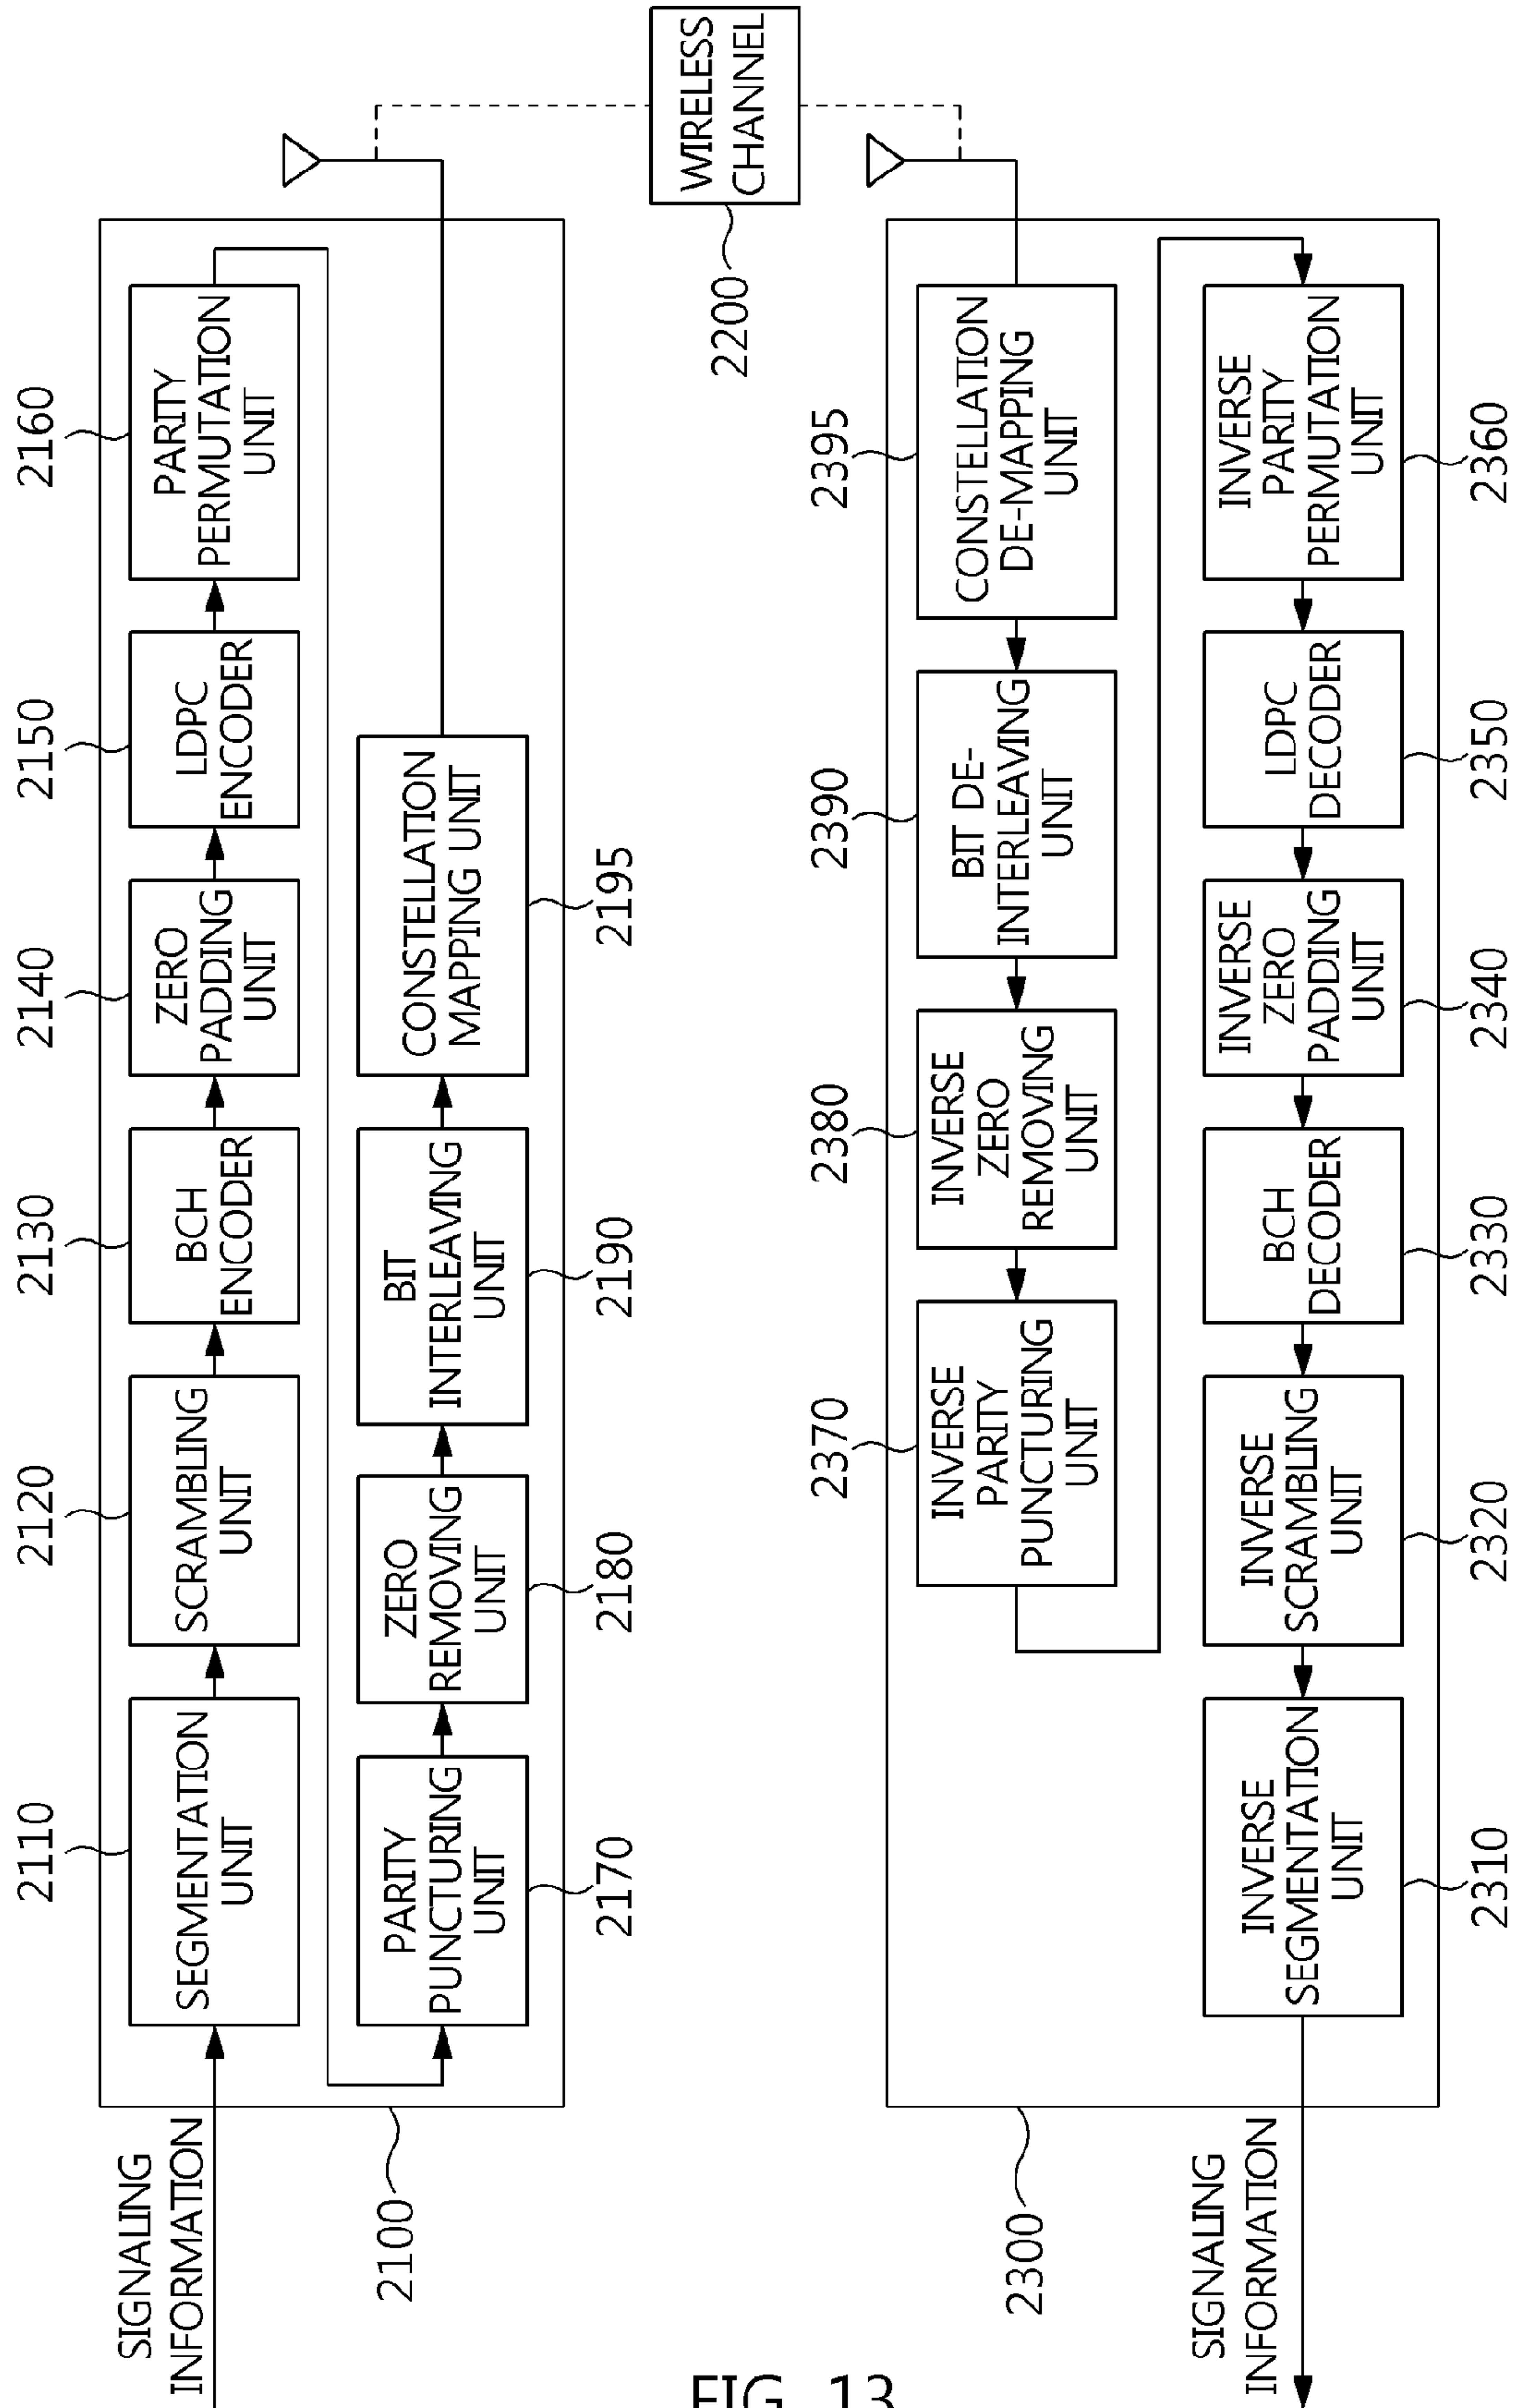 FIG. 13
SIGNALING
INFORMATION
2100
2110
SEGMENTATION
UNIT
2120
SCRAMBLING
UNIT
2130
BCH
ENCODER
2140
ZERO
PADDING
UNIT
2150
LDPC
ENCODER
2160
PARITY
PERMUTATION
UNIT
PARITY
PUNCTURING
UNIT
2170
ZERO
REMOVING
UNIT
2180
BIT
INTERLEAVING
UNIT
2190
CONSTELLATION
MAPPING UNIT
2195
WIRELESS
CHANNEL
2200
2300
2395
CONSTELLATION
DE-MAPPING
UNIT
2390
BIT DE-
INTERLEAVING
UNIT
2380
INVERSE
ZERO
REMOVING
UNIT
2370
INVERSE
PARITY
PUNCTURING
UNIT
INVERSE
PARITY
PERMUTATION
UNIT
2360
LDPC
DECODER
2350
INVERSE
ZERO
PADDING
UNIT
2340
BCH
DECODER
2330
INVERSE
SCRAMBLING
UNIT
2320
INVERSE
SEGMENTATION
UNIT
2310
SIGNALING
INFORMATION